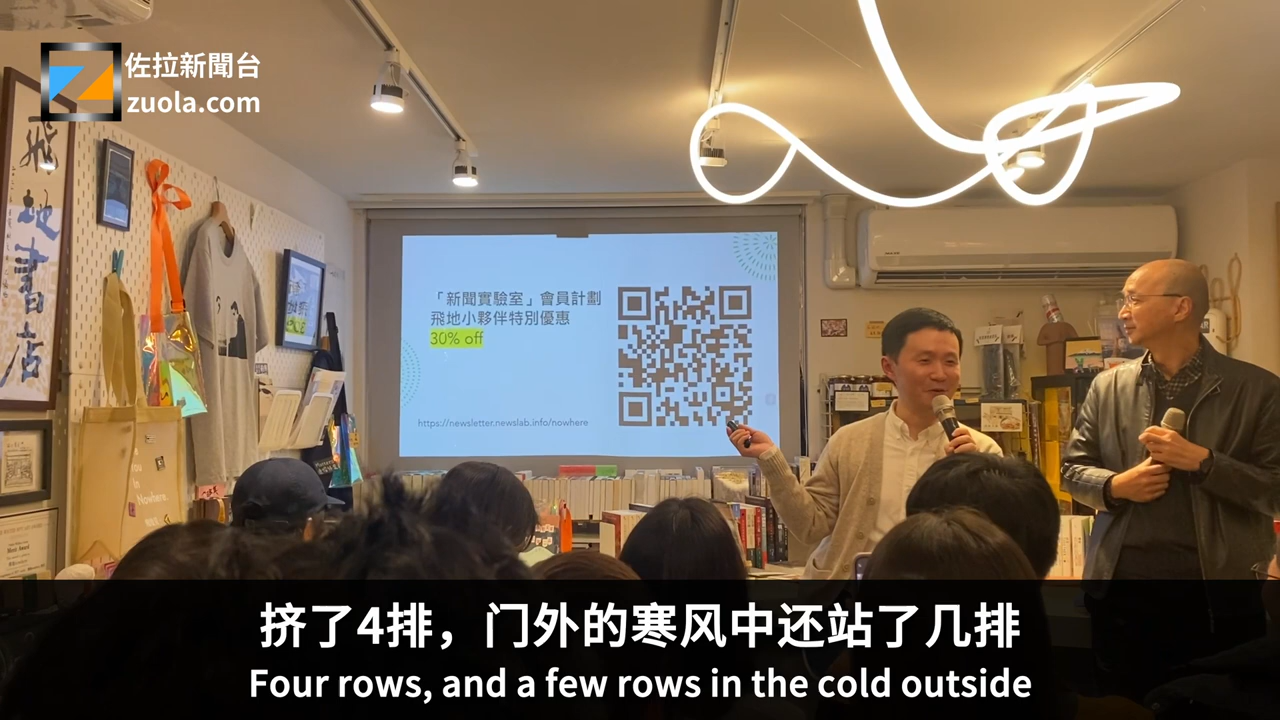 佐拉新聞台
zuola.com
飛地書店
「新聞實驗室」會員計劃
飛地小夥伴特別優惠
30% off
https://newsletter.newslab.info/nowhere
挤了4排，门外的寒风中还站了几排
Four rows, and a few rows in the cold outside